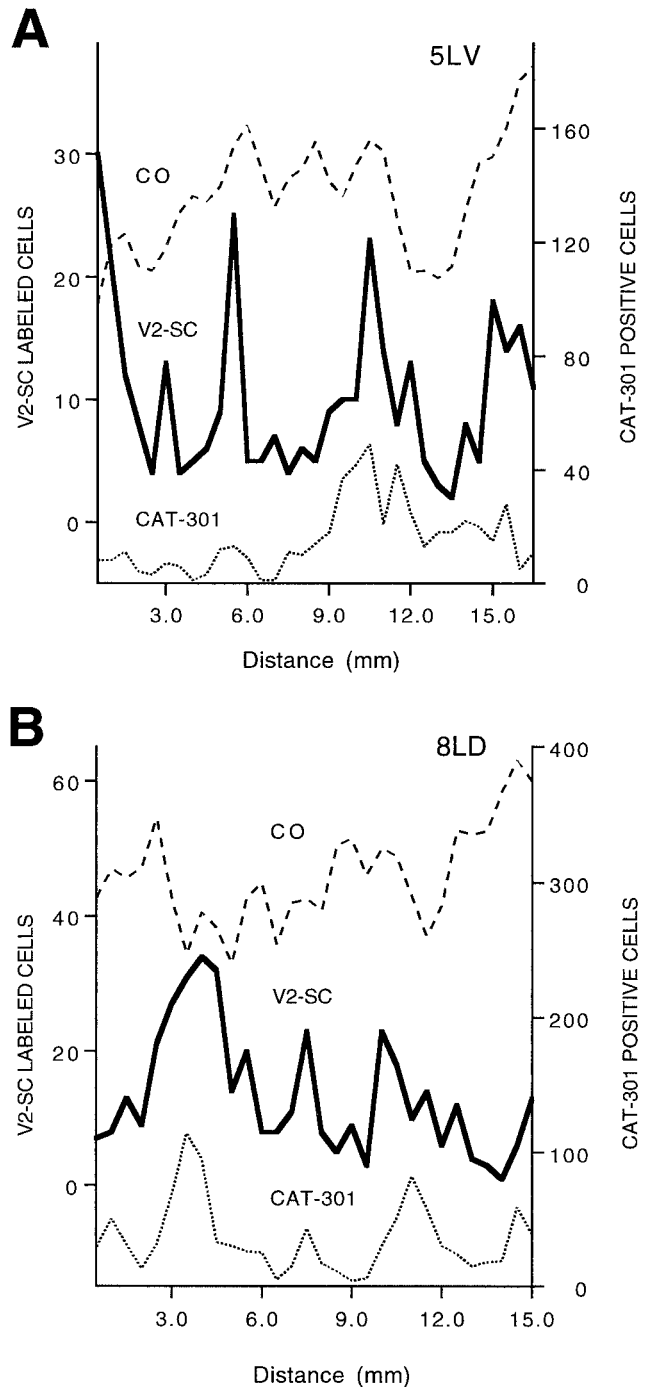 A
5LV
CO
V2-SC
CAT-301
V2-SC LABELED CELLS
30
20
10
0
CAT-301 POSITIVE CELLS
160
120
80
40
0
3.0 6.0 9.0 12.0 15.0
Distance (mm)
B
8LD
CO
V2-SC
CAT-301
V2-SC LABELED CELLS
60
40
20
0
CAT-301 POSITIVE CELLS
400
300
200
100
0
3.0 6.0 9.0 12.0 15.0
Distance (mm)